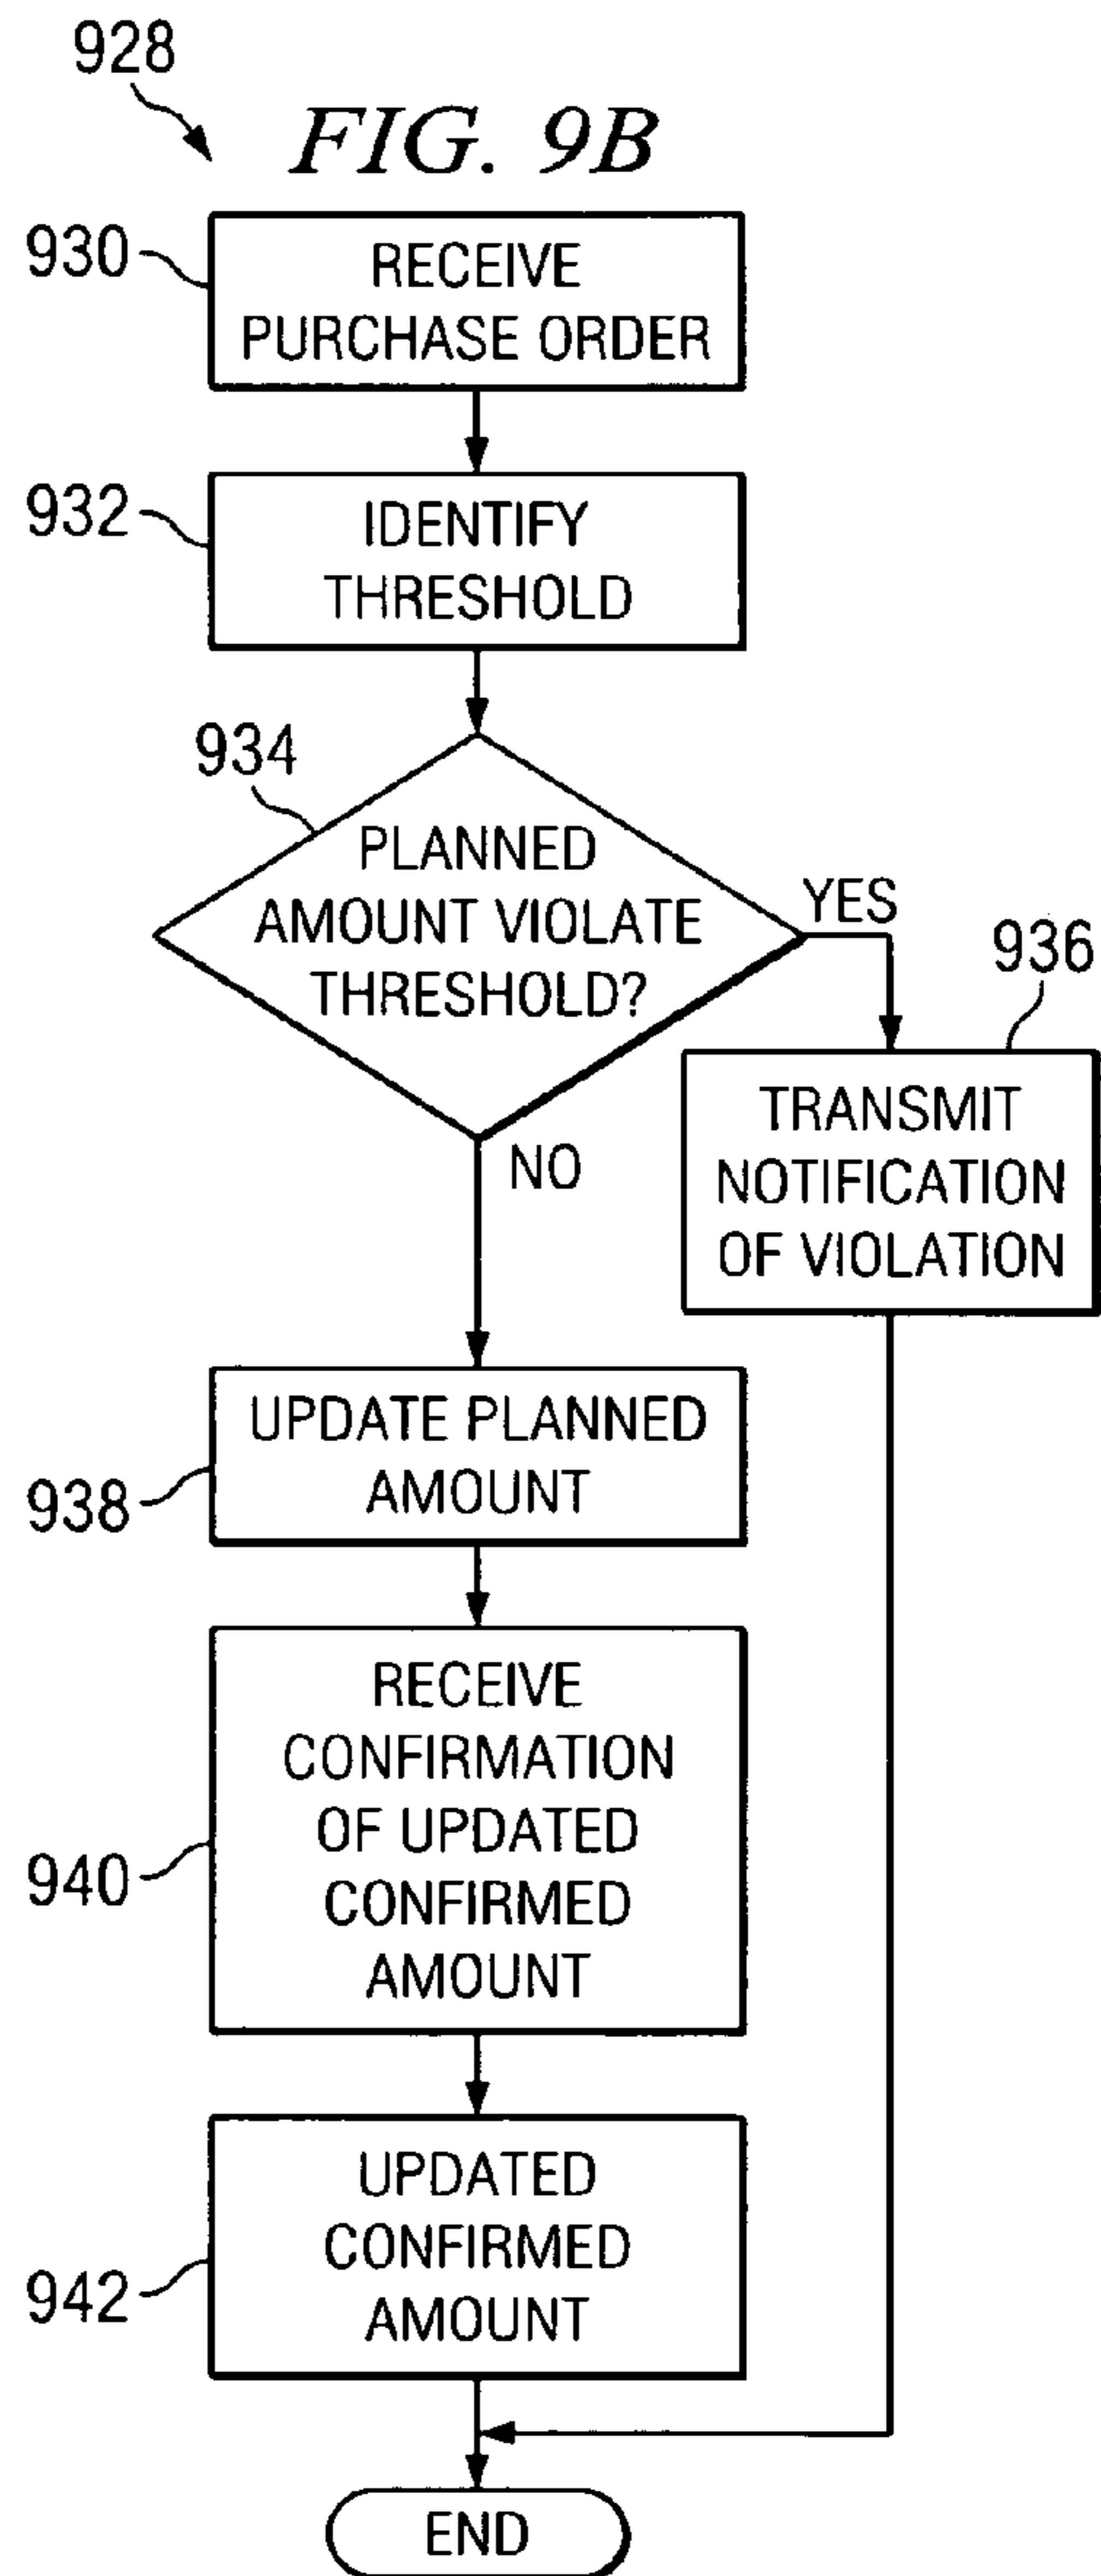 928
FIG. 9B
930
RECEIVE
PURCHASE ORDER
932
IDENTIFY
THRESHOLD
934
PLANNED
AMOUNT VIOLATE
THRESHOLD?
YES
936
TRANSMIT
NOTIFICATION
OF VIOLATION
NO
UPDATE PLANNED
AMOUNT
938
RECEIVE
CONFIRMATION
OF UPDATED
CONFIRMED
AMOUNT
940
UPDATED
CONFIRMED
AMOUNT
942
END